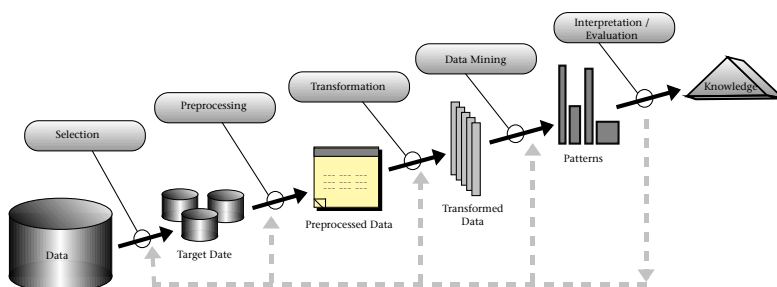 Interpretation /
Evaluation
Data Mining
Transformation
Preprocessing
Selection
Data
Target Date
Preprocessed Data
Transformed
Data
Patterns
Knowledge